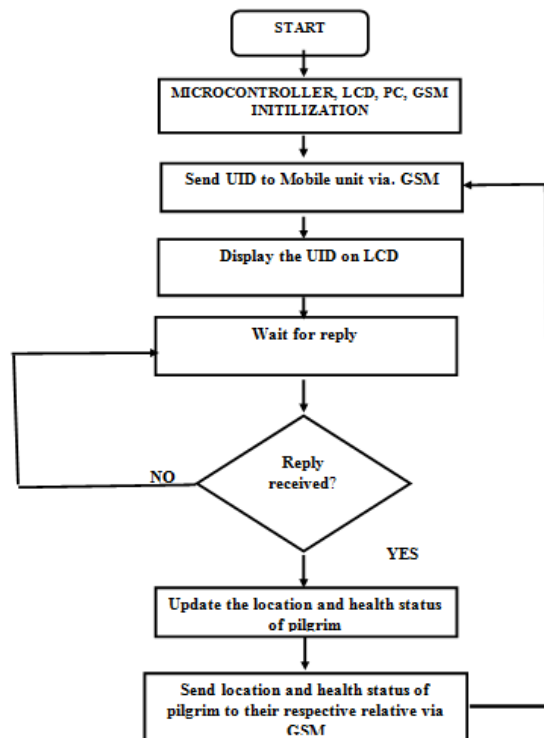 START
MICROCONTROLLER, LCD, PC, GSM
INITILIZATION
Send UID to Mobile unit via. GSM
Display the UID on LCD
Wait for reply
Reply
received?
NO
YES
Update the location and health status
of pilgrim
Send location and health status of
pilgrim to their respective relative via
GSM